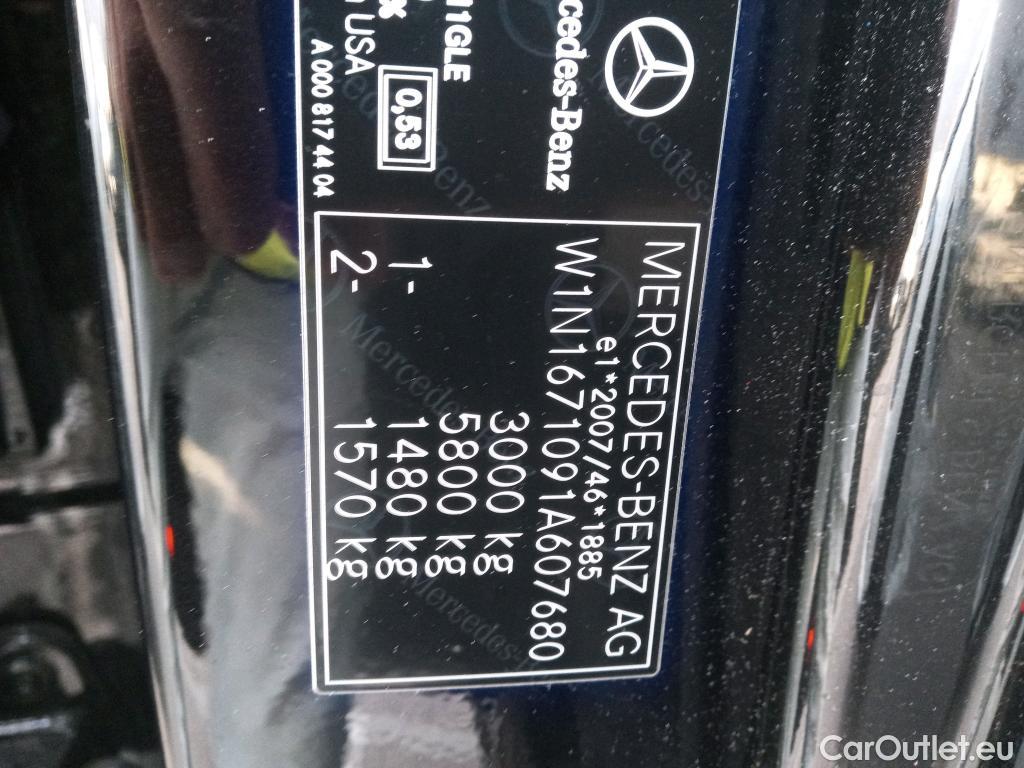 Mercedes-Benz
USA
0,53
A 000 817 44 04
MERCEDES-BENZ AG
e1*2007/46*1885
W1N1671091A607680
3000 kg
5800 kg
1- 1480 kg
2- 1570 kg
CarOutlet.eu